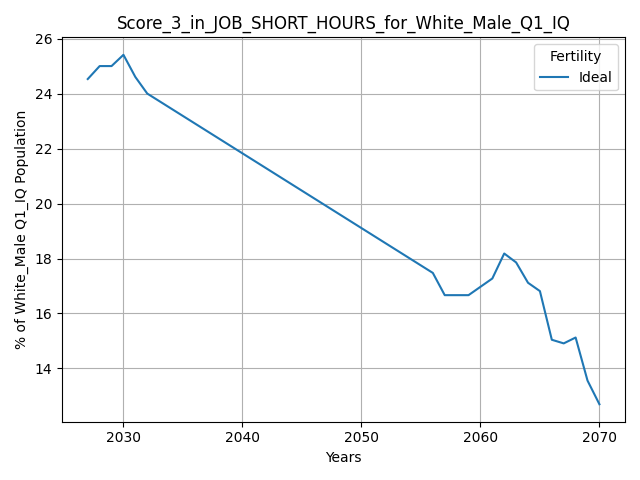 Score_3_in_JOB_SHORT_HOURS_for_White_Male_Q1_IQ
Fertility
Ideal
% of White_Male Q1_IQ Population
26
24
22
20
18
16
14
2030 2040 2050 2060 2070
Years